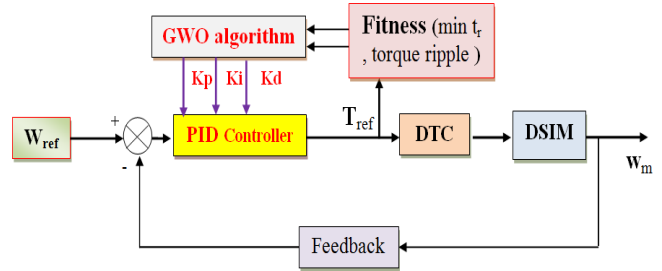 GWO algorithm
Fitness (min tr
, torque ripple )
Kp Ki Kd
Wref
+
-
PID Controller
Tref
DTC
DSIM
wm
Feedback